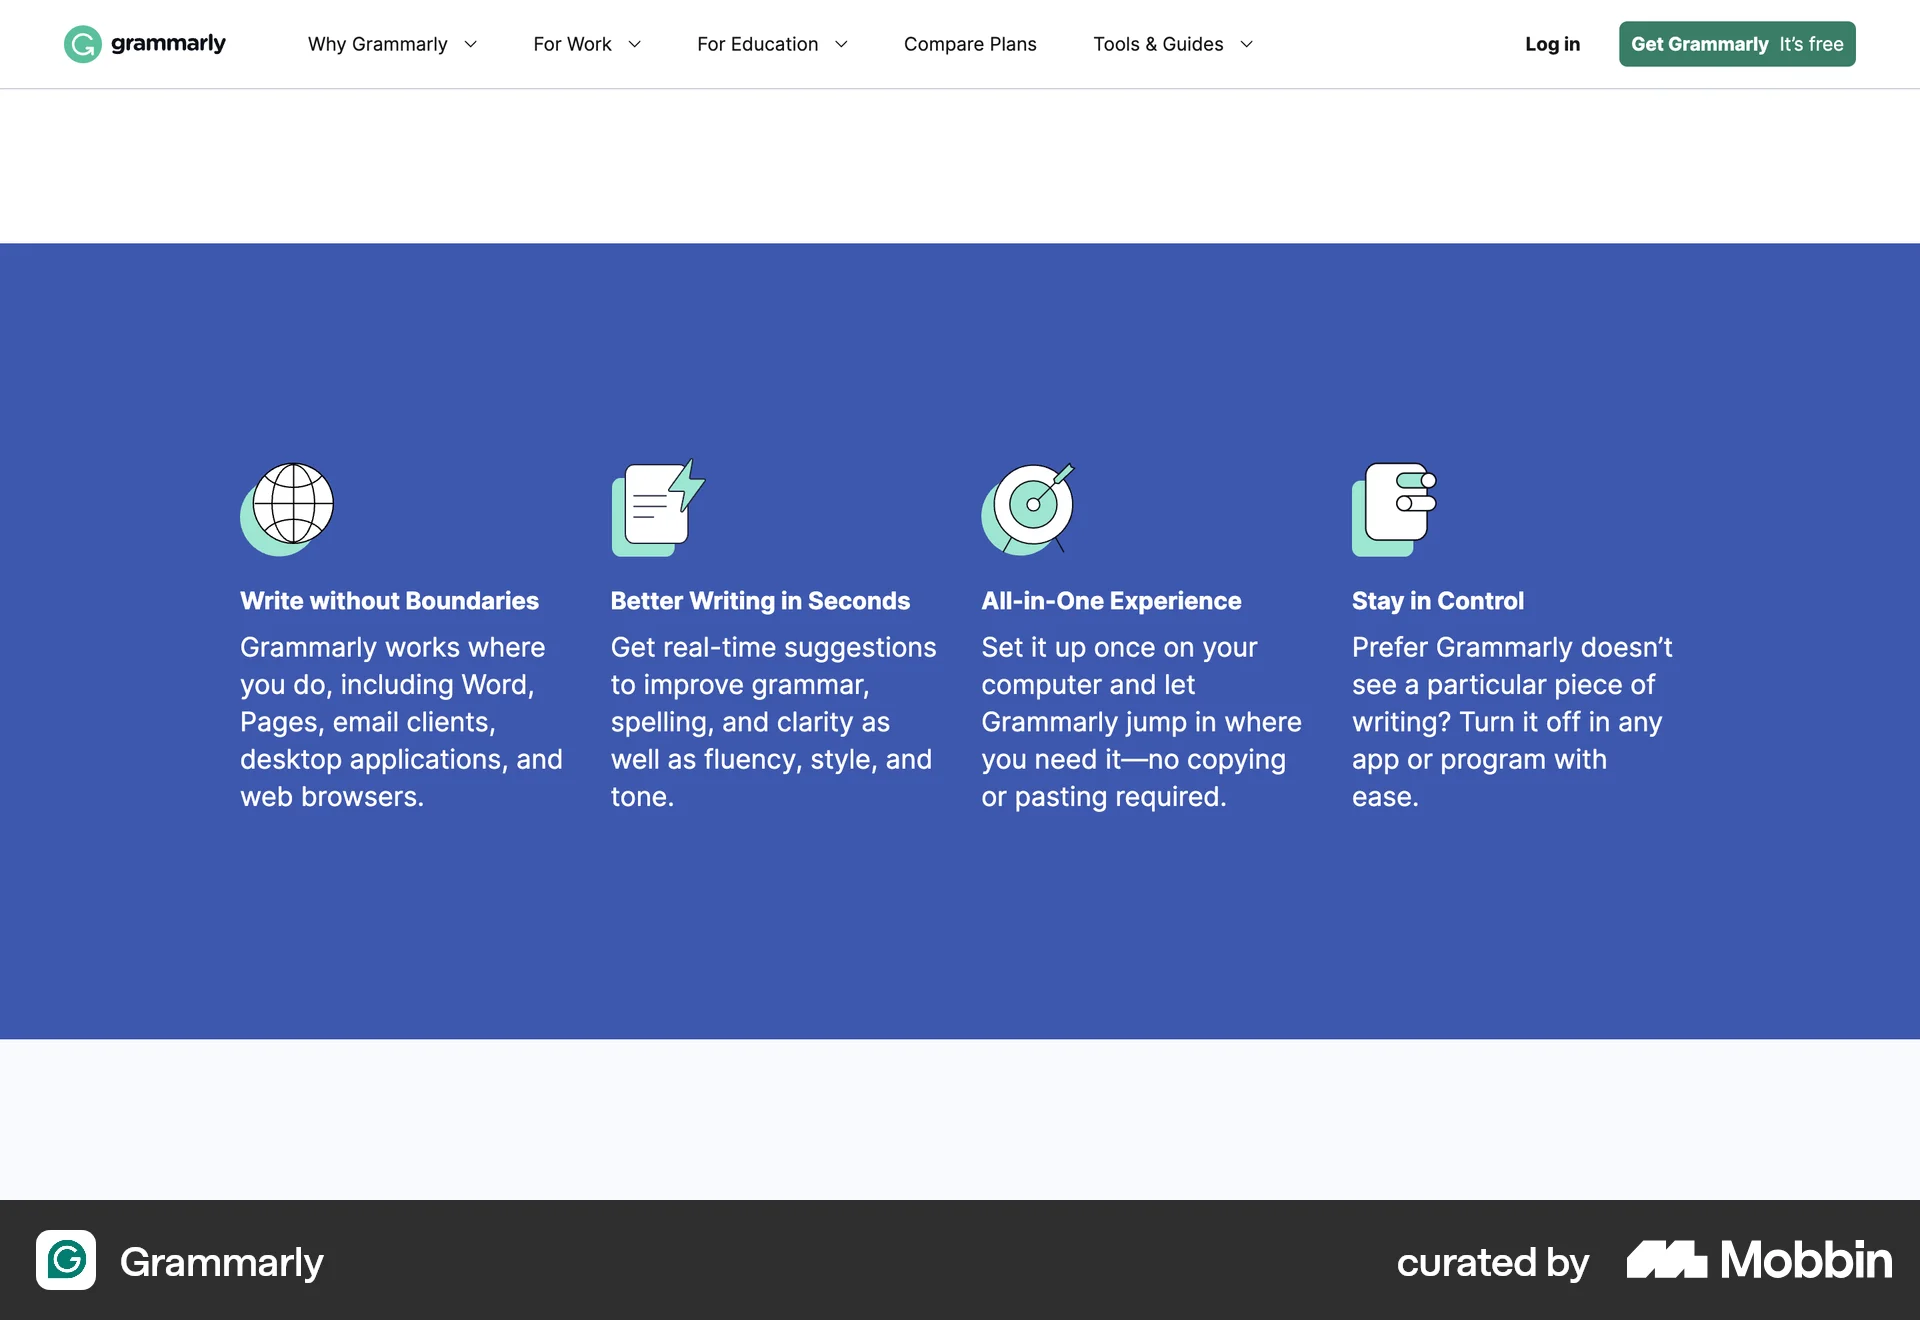 grammarly
Why Grammarly
For Work
For Education
Compare Plans
Tools & Guides
Log in
Get Grammarly It's free
Write without Boundaries
Grammarly works where
you do, including Word,
Pages, email clients,
desktop applications, and
web browsers.
Better Writing in Seconds
Get real-time suggestions
to improve grammar,
spelling, and clarity as
well as fluency, style, and
tone.
All-in-One Experience
Set it up once on your
computer and let
Grammarly jump in where
you need it—no copying
or pasting required.
Stay in Control
Prefer Grammarly doesn’t
see a particular piece of
writing? Turn it off in any
app or program with
ease.
Grammarly
curated by
Mobbin